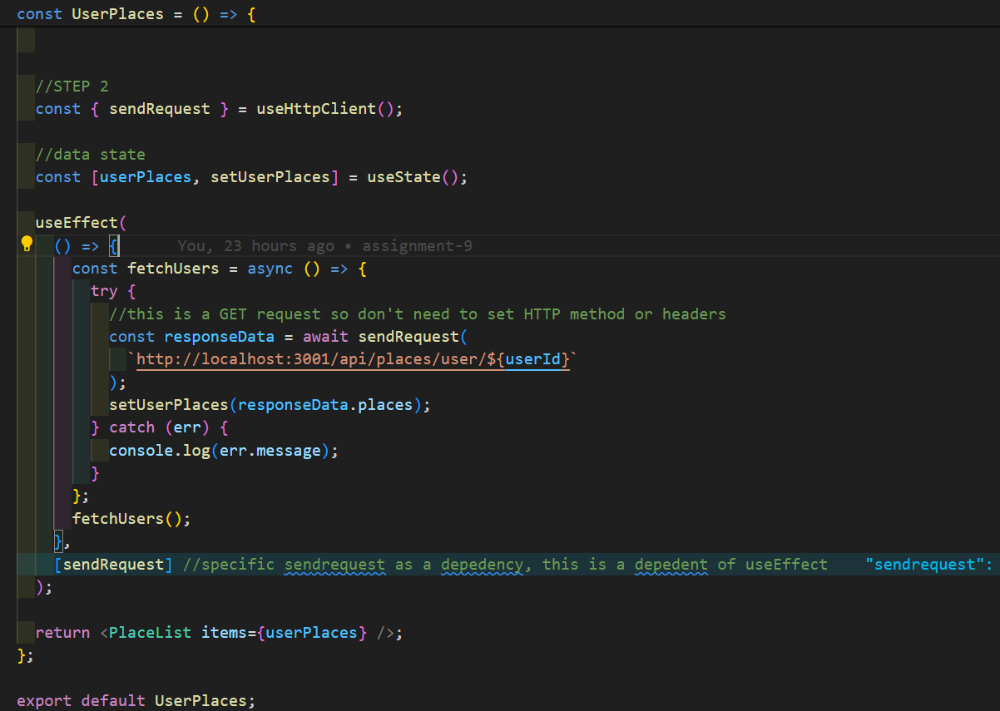 const UserPlaces = () => {
//STEP 2
const { sendRequest } = useHttpClient();
//data state
const [userPlaces, setUserPlaces] = useState();
useEffect(
() => { You, 23 hours ago • assignment-9
const fetchUsers = async () => {
try {
//this is a GET request so don't need to set HTTP method or headers
const responseData = await sendRequest(
`http://localhost:3001/api/places/user/${userId}`
);
setUserPlaces(responseData.places);
} catch (err) {
console.log(err.message);
}
};
fetchUsers();
},
[sendRequest] //specific sendrequest as a depedency, this is a depedent of useEffect "sendrequest":
);
return <PlaceList items={userPlaces} />;
};
export default UserPlaces;